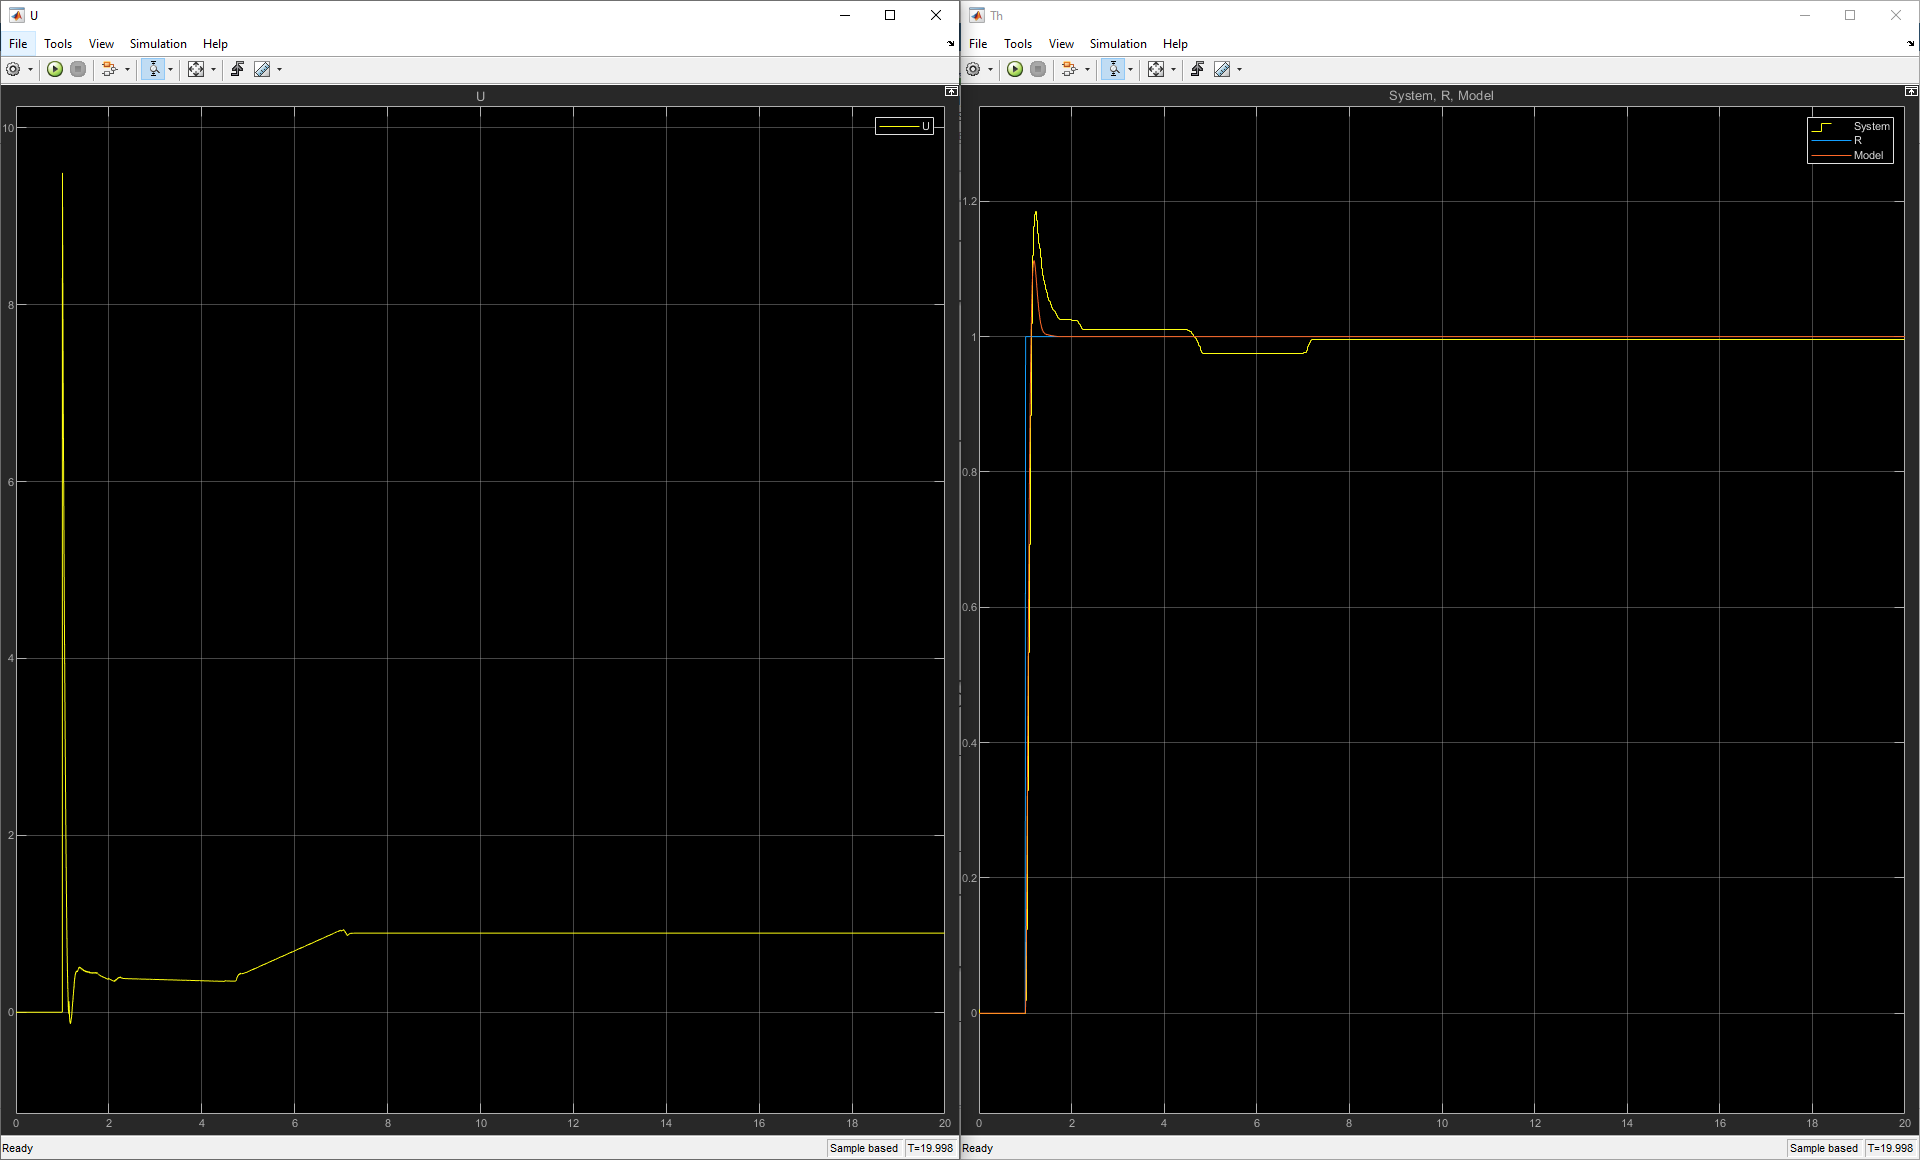 U
File Tools View Simulation Help
U
U
10
8
6
4
2
0
0 2 4 6 8 10 12 14 16 18 20
Ready Sample based T=19.998
Th
File Tools View Simulation Help
System, R, Model
System
R
Model
1.2
1
0.8
0.6
0.4
0.2
0
0 2 4 6 8 10 12 14 16 18 20
Ready Sample based T=19.998